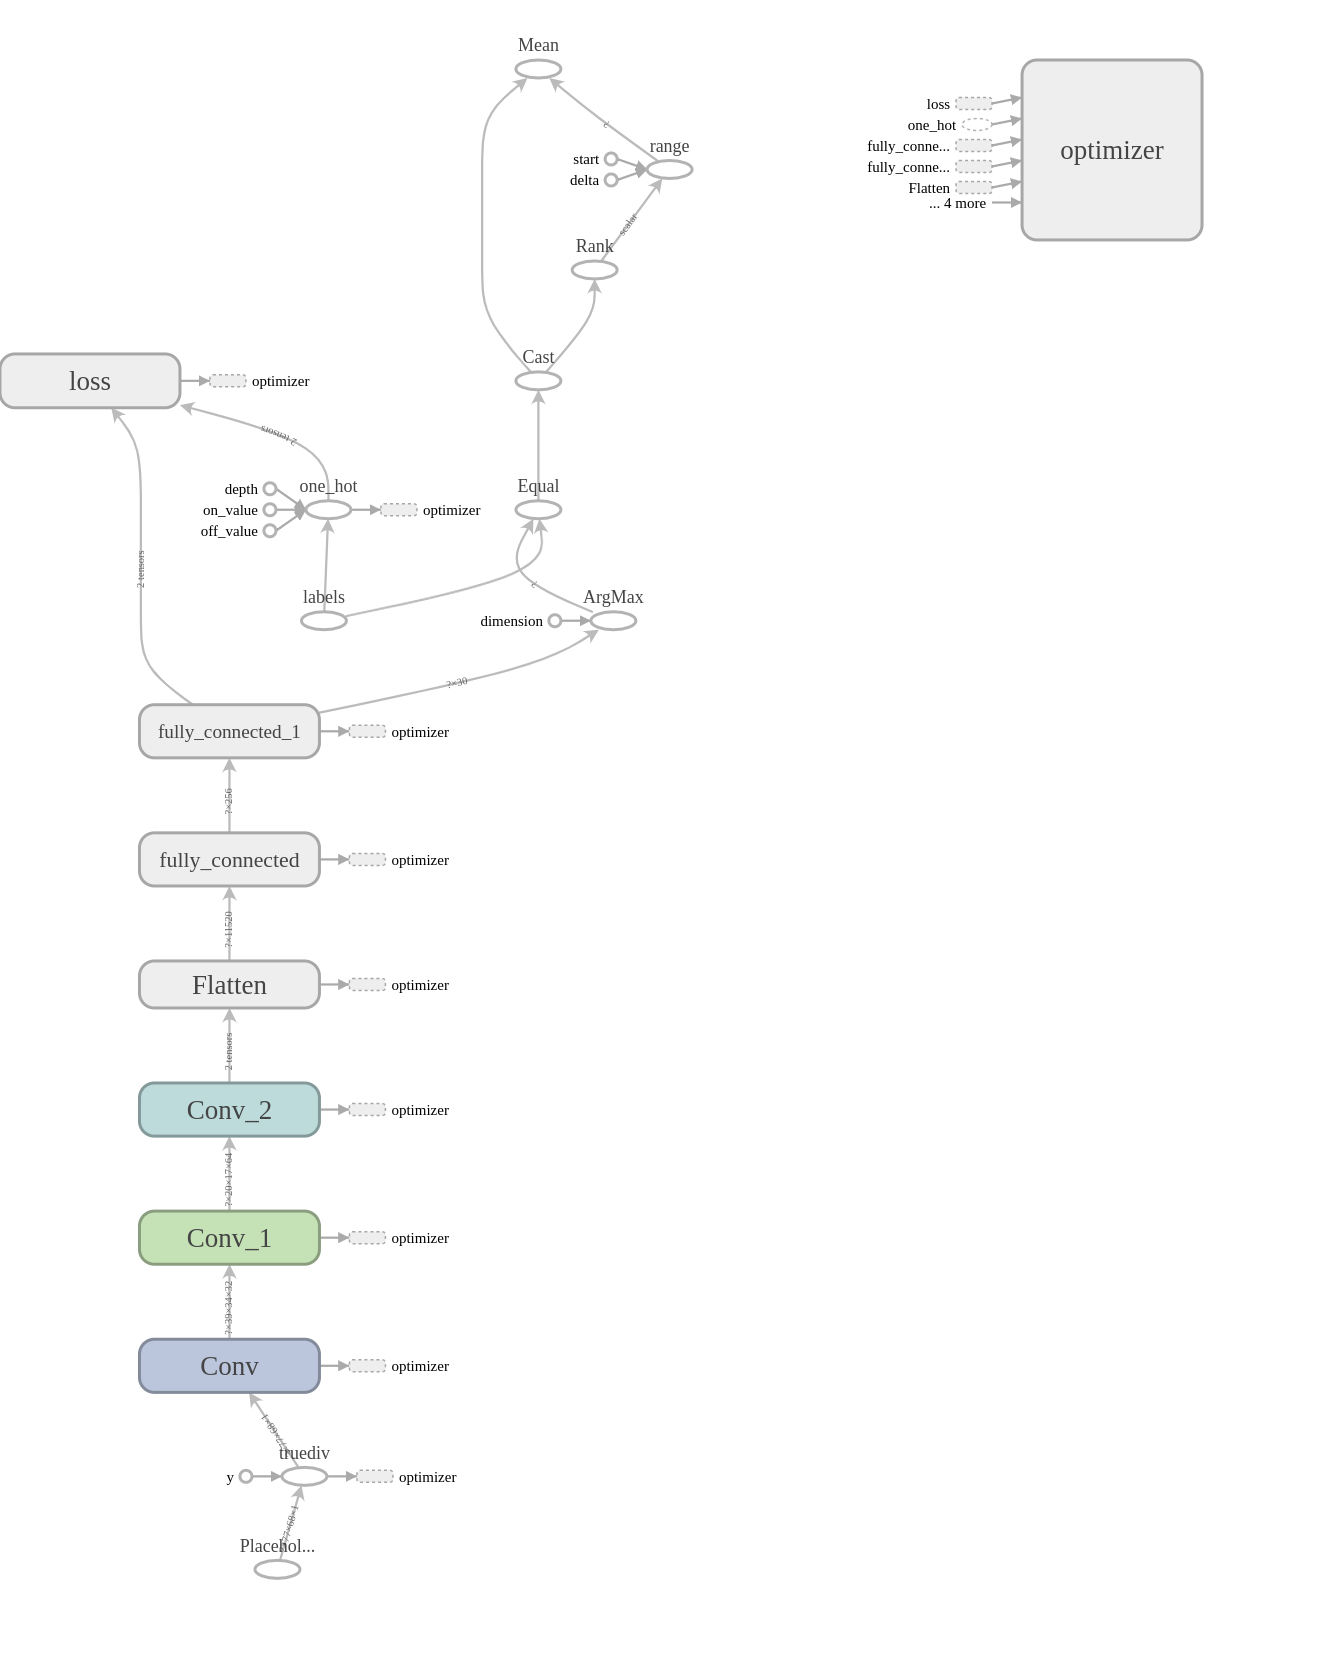 Mean
loss
one_hot
optimizer
fully_conne...
fully_conne...
Flatten
... 4 more
?
range
start
delta
scalar
Rank
Cast
loss
optimizer
2 tensors
depth
one_hot
Equal
on_value
optimizer
off_value
2 tensors
?
labels
ArgMax
dimension
?×30
fully_connected_1
optimizer
?×256
fully_connected
optimizer
?×11520
Flatten
optimizer
2 tensors
Conv_2
optimizer
?×20×17×64
Conv_1
optimizer
?×39×34×32
Conv
optimizer
truediv
y
optimizer
Placehol...